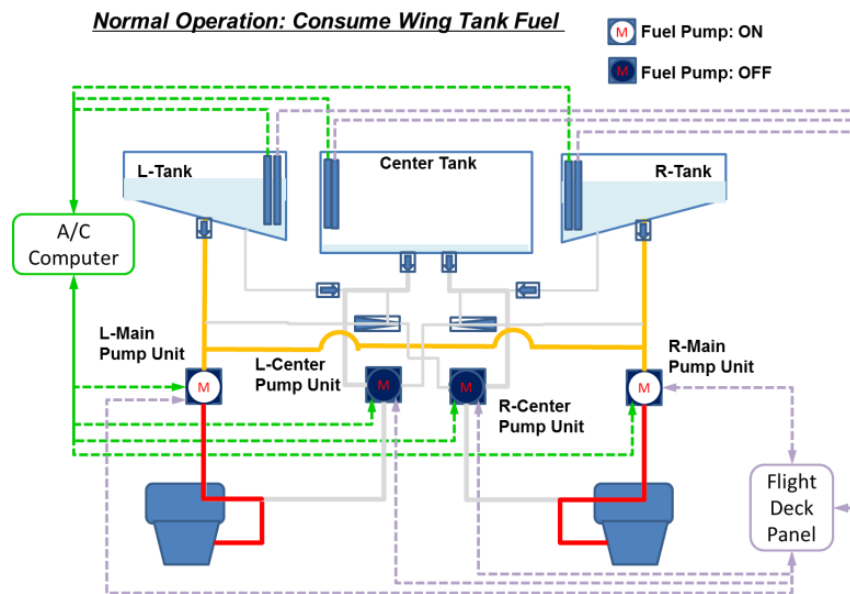 Normal Operation: Consume Wing Tank Fuel
M Fuel Pump: ON
M Fuel Pump: OFF
L-Tank
Center Tank
R-Tank
A/C
Computer
L-Main
Pump Unit
L-Center
Pump Unit
R-Main
Pump Unit
R-Center
Pump Unit
M
M
M
M
Flight
Deck
Panel